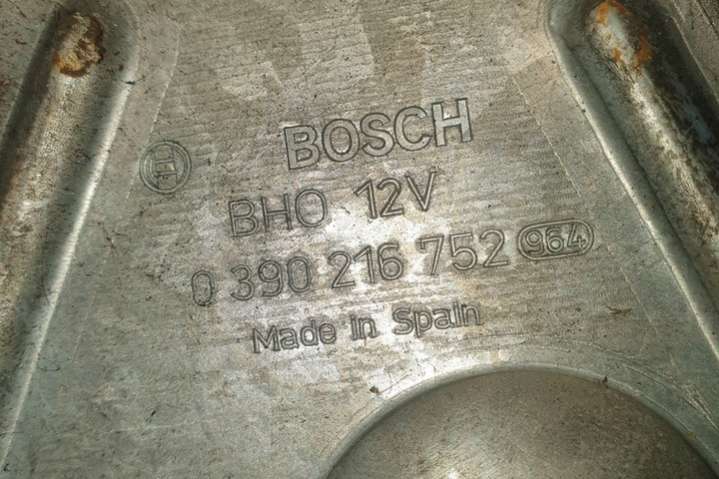 BOSCH
BHO 12V
0 390 216 752 964
Made in Spain